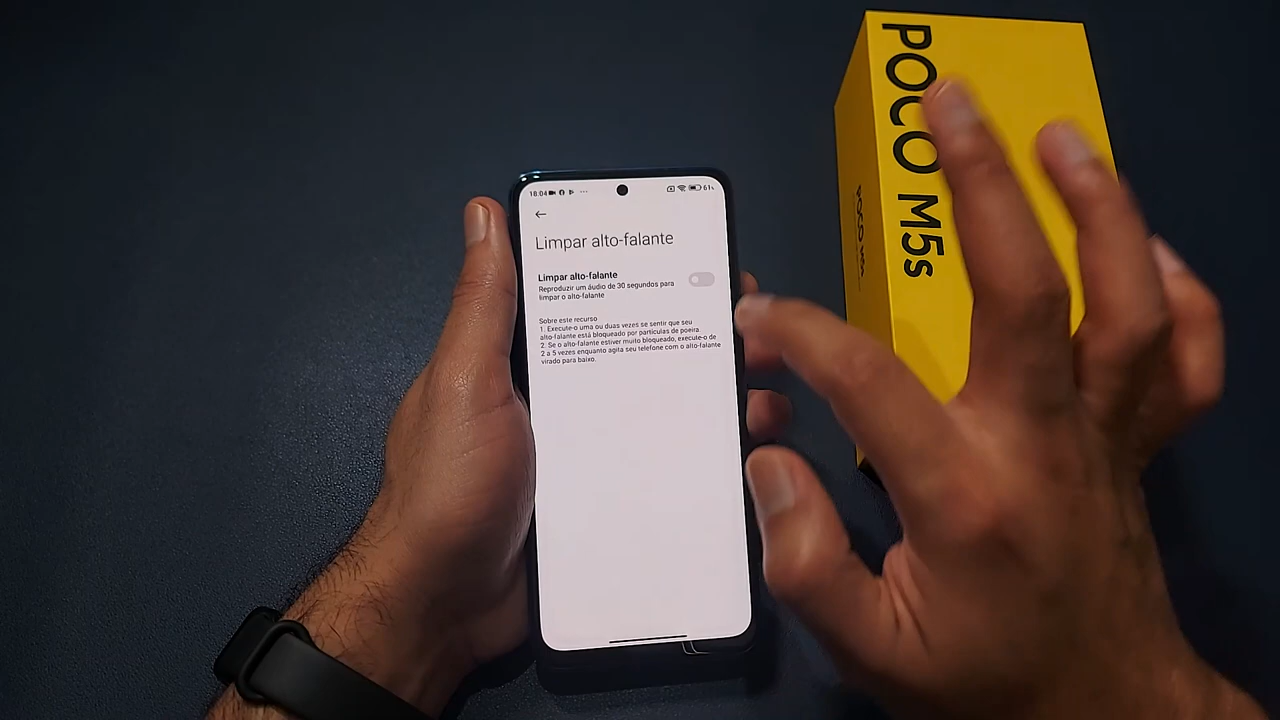 POCO M5s
18:04
61%
Limpar alto-falante
Limpar alto-falante
Reproduzir um áudio de 30 segundos para
limpar o alto-falante
Sobre este recurso
1. Execute-o uma ou duas vezes se sentir que seu
alto-falante está bloqueado por partículas de poeira.
2. Se o alto-falante estiver muito bloqueado, execute-o de
2 a 5 vezes enquanto agita seu telefone com o alto-falante
virado para baixo.